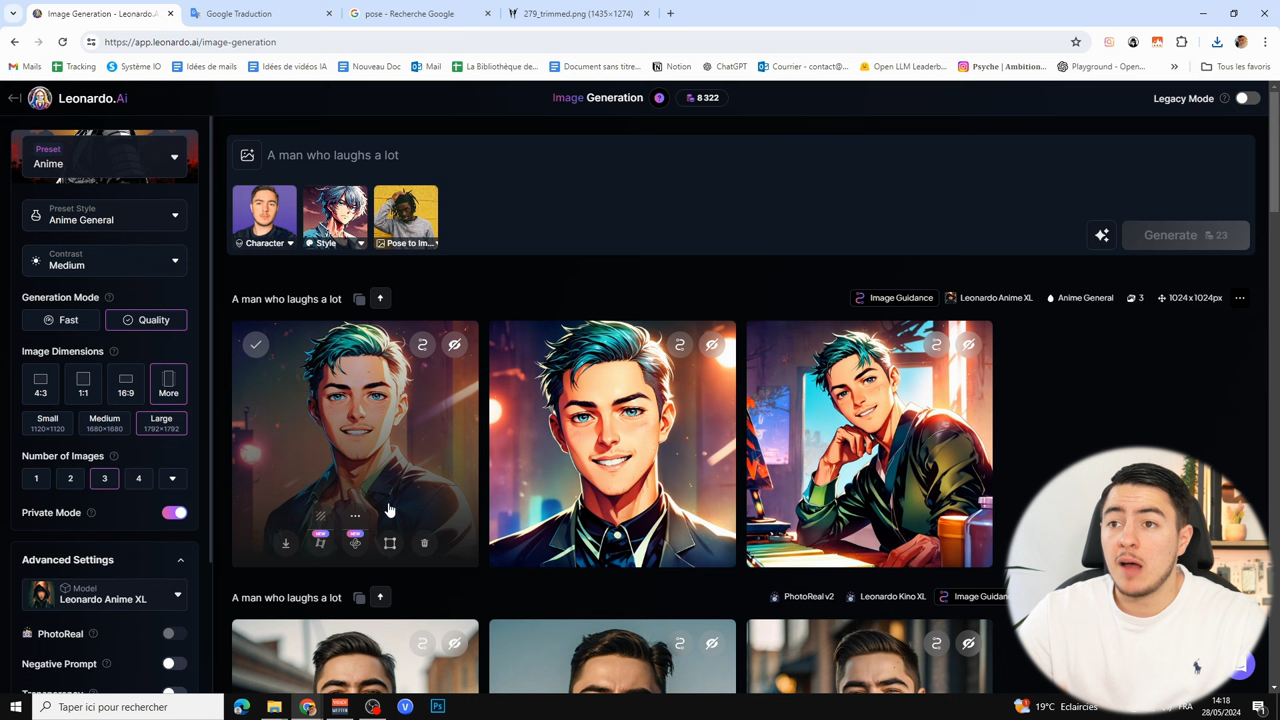 Image Generation - Leonardo.A
Google Traduction
pose - Recherche Google
279_trimmed.png (1435×1274)
https://app.leonardo.ai/image-generation
Mails
Tracking
Système IO
Idées de mails
Idées de vidéos IA
Nouveau Doc
Mail
La Bibliothèque de...
Document sans titre...
Notion
ChatGPT
Courrier - contact@...
Open LLM Leaderb...
Psyche | Ambition...
Playground - Open...
Tous les favoris
Leonardo.Ai
Image Generation
8 322
Legacy Mode
Preset
Anime
Preset Style
Anime General
Contrast
Medium
Generation Mode
Fast
Quality
Image Dimensions
4:3
1:1
16:9
More
Small
1120×1120
Medium
1680×1680
Large
1792×1792
Number of Images
1
2
3
4
Private Mode
Advanced Settings
Model
Leonardo Anime XL
PhotoReal
Negative Prompt
A man who laughs a lot
Character
Style
Pose to Im...
Generate
23
A man who laughs a lot
Image Guidance
Leonardo Anime XL
Anime General
3
1024x1024px
NEW
NEW
A man who laughs a lot
PhotoReal v2
Leonardo Kino XL
Taper ici pour rechercher
19°C Eclaircies
FRA
14:18
28/05/2024